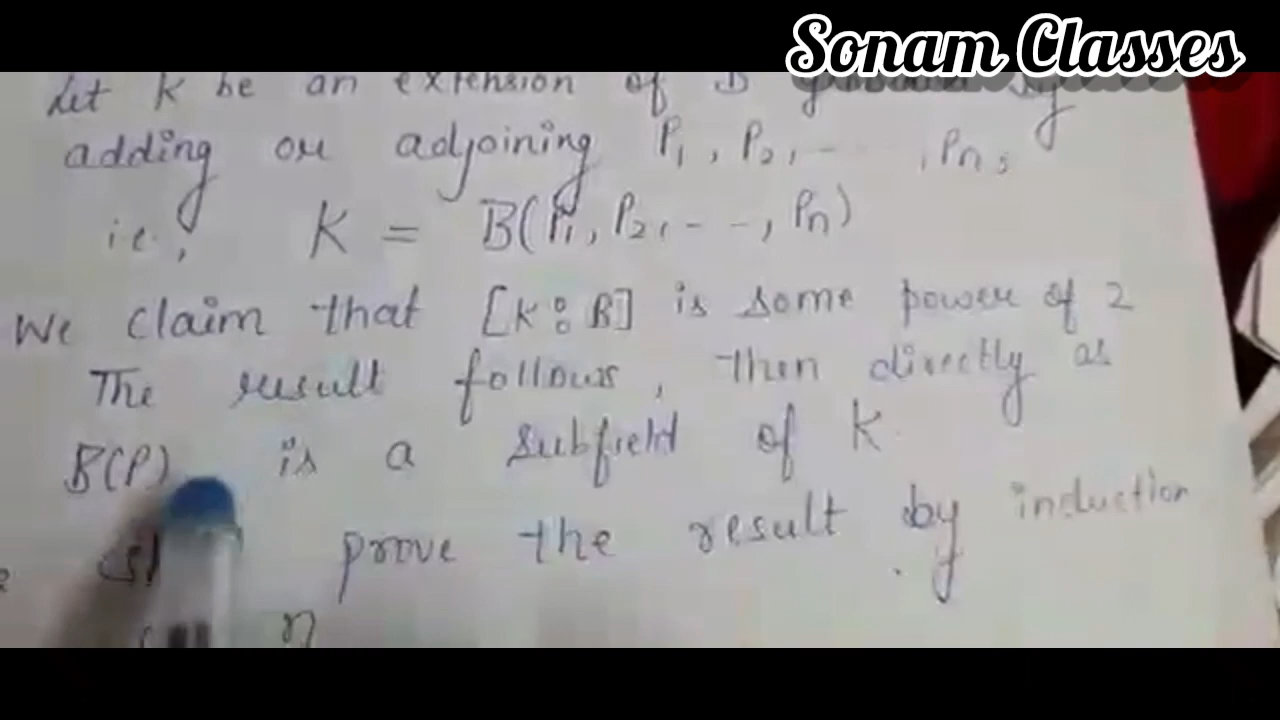 Sonam Classes
Let K be an extension of B
adding or adjoining P1, P2, - - , Pn,
i.e., K = B(P1, P2, - - -, Pn)
We claim that [K : B] is some power of 2
The result follows, then directly as
B(P) is a subfield of K.
prove the result by induction
n